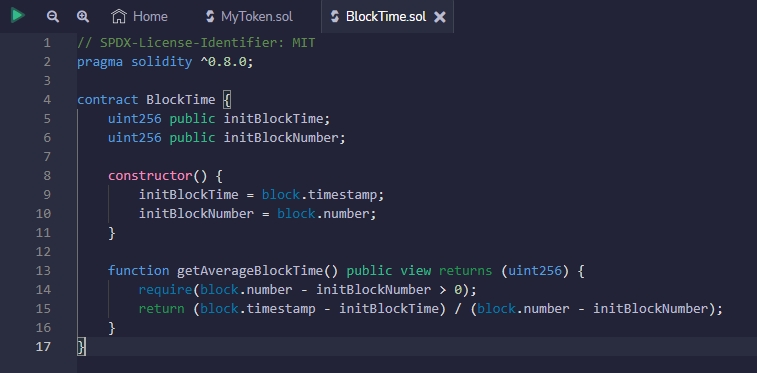 Home MyToken.sol BlockTime.sol
1 // SPDX-License-Identifier: MIT
2 pragma solidity ^0.8.0;
3
4 contract BlockTime {
5     uint256 public initBlockTime;
6     uint256 public initBlockNumber;
7
8     constructor() {
9         initBlockTime = block.timestamp;
10         initBlockNumber = block.number;
11     }
12
13     function getAverageBlockTime() public view returns (uint256) {
14         require(block.number - initBlockNumber > 0);
15         return (block.timestamp - initBlockTime) / (block.number - initBlockNumber);
16     }
17 }